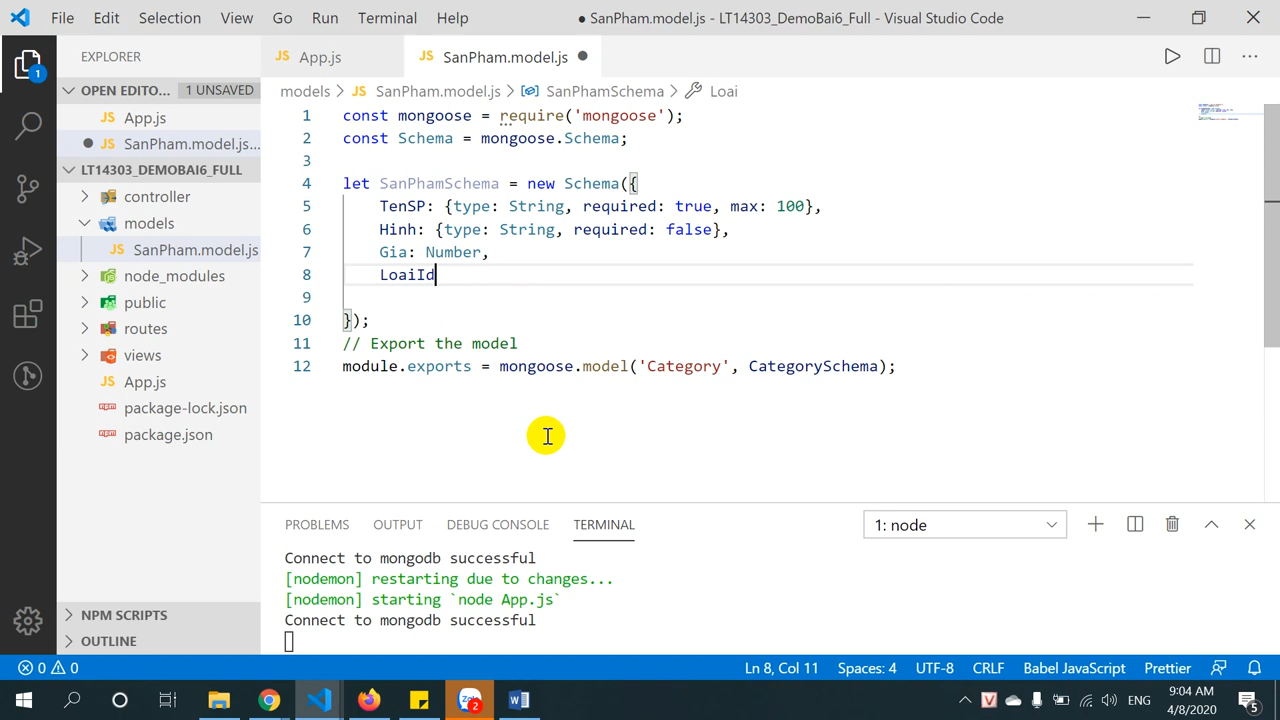 File Edit Selection View Go Run Terminal Help
● SanPham.model.js - LT14303_DemoBai6_Full - Visual Studio Code
EXPLORER
JS App.js
JS SanPham.model.js ●
OPEN EDITO... 1 UNSAVED
models > JS SanPham.model.js > SanPhamSchema > Loai
JS App.js
● SanPham.model.js...
LT14303_DEMOBAI6_FULL
controller
models
JS SanPham.model.js
node_modules
public
routes
views
JS App.js
package-lock.json
package.json
NPM SCRIPTS
OUTLINE
1 const mongoose = require('mongoose');
2 const Schema = mongoose.Schema;
3
4 let SanPhamSchema = new Schema({
5 TenSP: {type: String, required: true, max: 100},
6 Hinh: {type: String, required: false},
7 Gia: Number,
8 LoaiId
9
10 });
11 // Export the model
12 module.exports = mongoose.model('Category', CategorySchema);
PROBLEMS OUTPUT DEBUG CONSOLE TERMINAL 1: node
Connect to mongodb successful
[nodemon] restarting due to changes...
[nodemon] starting `node App.js`
Connect to mongodb successful
0 0 Ln 8, Col 11 Spaces: 4 UTF-8 CRLF Babel JavaScript Prettier
ENG 9:04 AM
4/8/2020 5